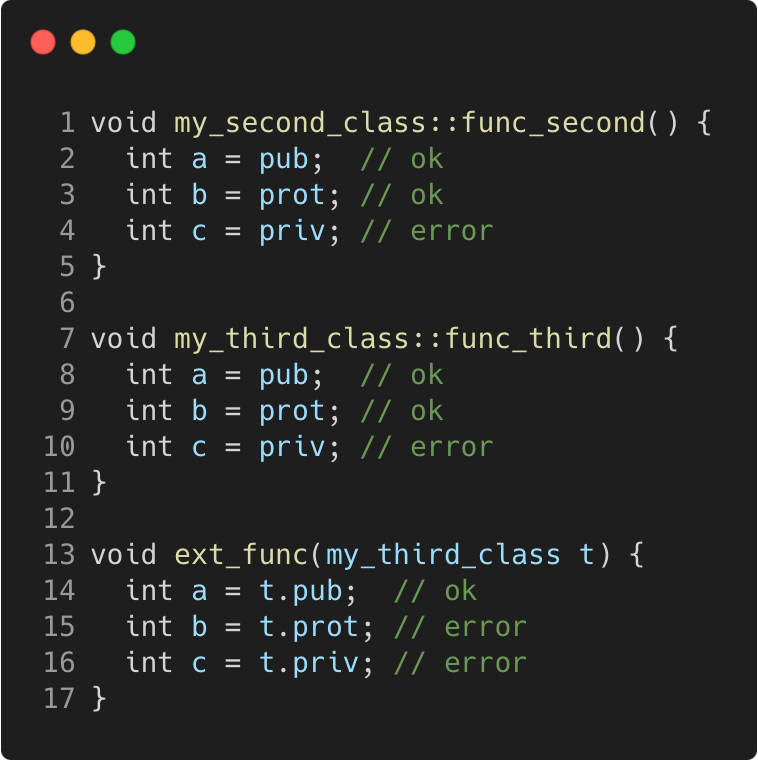 1 void my_second_class::func_second() {
2   int a = pub;  // ok
3   int b = prot; // ok
4   int c = priv; // error
5 }
6
7 void my_third_class::func_third() {
8   int a = pub;  // ok
9   int b = prot; // ok
10   int c = priv; // error
11 }
12
13 void ext_func(my_third_class t) {
14   int a = t.pub;  // ok
15   int b = t.prot; // error
16   int c = t.priv; // error
17 }